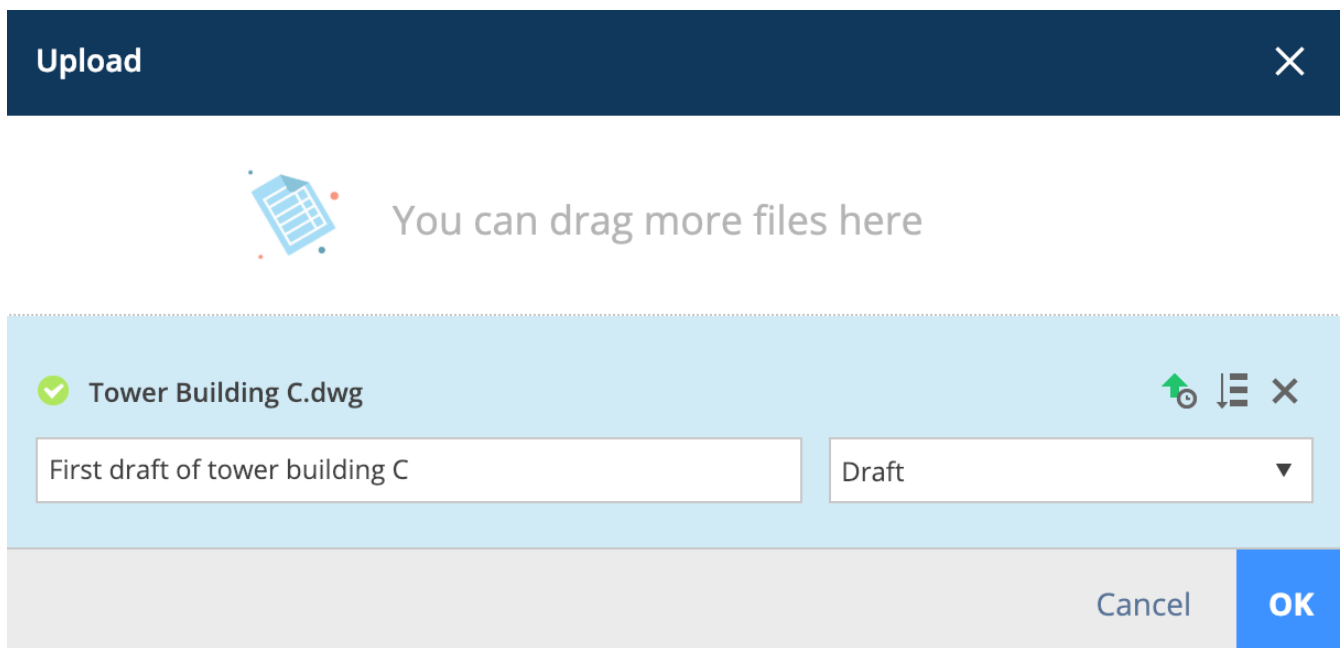 Upload
You can drag more files here
Tower Building C.dwg
First draft of tower building C
Draft
Cancel
OK